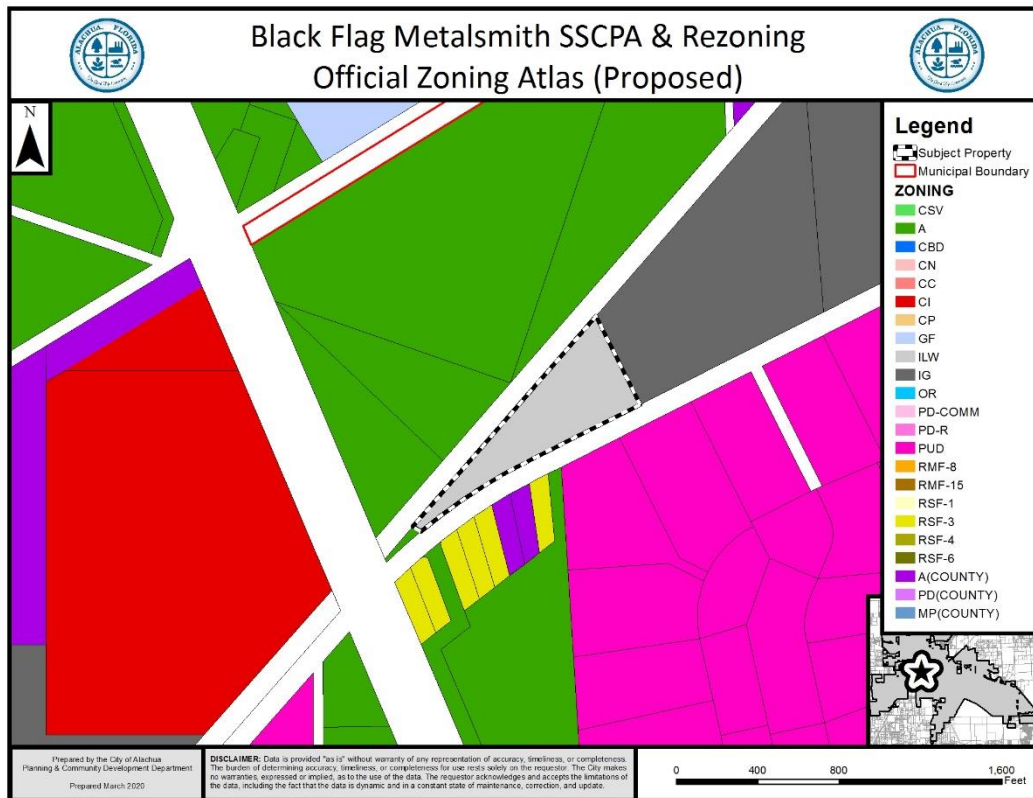 Black Flag Metalsmith SSCPA & Rezoning
Official Zoning Atlas (Proposed)
ALACHUA, FLORIDA
ALACHUA, FLORIDA
N
Legend
Subject Property
Municipal Boundary
ZONING
CSV
A
CBD
CN
CC
CI
CP
GF
ILW
IG
OR
PD-COMM
PD-R
PUD
RMF-8
RMF-15
RSF-1
RSF-3
RSF-4
RSF-6
A(COUNTY)
PD(COUNTY)
MP(COUNTY)
Prepared by the City of Alachua
Planning & Community Development Department
Prepared March 2020
DISCLAIMER: Data is provided "as is" without warranty of any representation of accuracy, timeliness, or completeness.
The burden of determining accuracy, timeliness, or completeness for use rests solely on the requestor. The City makes
no warranties, expressed or implied, as to the use of the data. The requestor acknowledges and accepts the limitations of
the data, including the fact that the data is dynamic and in a constant state of maintenance, correction, and update.
0 400 800 1,600
Feet